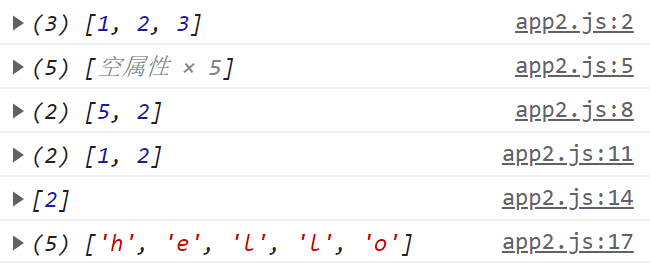 ▶ (3) [1, 2, 3] app2.js:2
▶ (5) [空属性 × 5] app2.js:5
▶ (2) [5, 2] app2.js:8
▶ (2) [1, 2] app2.js:11
▶ [2] app2.js:14
▶ (5) ['h', 'e', 'l', 'l', 'o'] app2.js:17